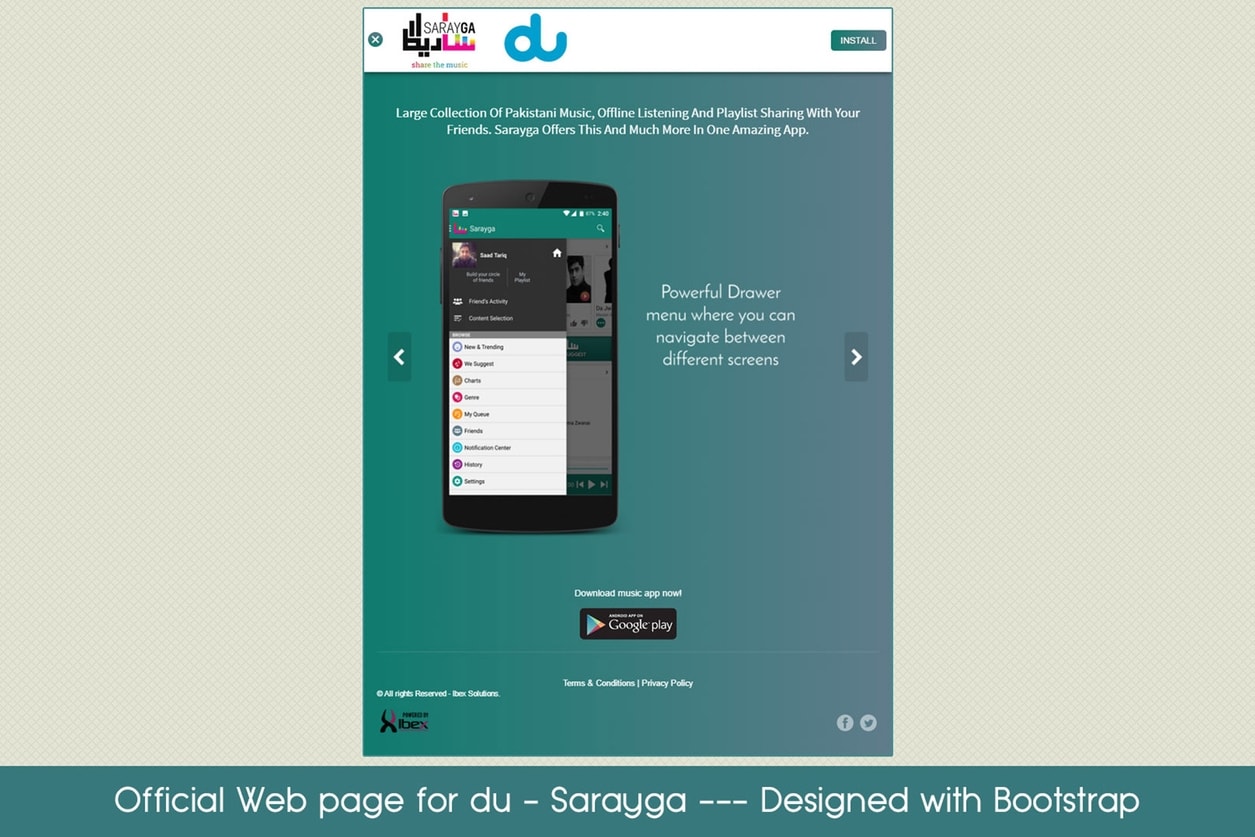 SARAYGA
ساريگا
share the music
du
INSTALL
Large Collection Of Pakistani Music, Offline Listening And Playlist Sharing With Your
Friends. Sarayga Offers This And Much More In One Amazing App.
87% 2:40
Sarayga
Saad Tariq
Build your circle
of friends
My
Playlist
Friend's Activity
Content Selection
BROWSE
New & Trending
We Suggest
Charts
Genre
My Queue
Friends
Notification Center
History
Settings
Powerful Drawer
menu where you can
navigate between
different screens
Download music app now!
ANDROID APP ON
Google play
Terms & Conditions | Privacy Policy
© All rights Reserved - Ibex Solutions.
POWERED BY
Ibex
Official Web page for du - Sarayga --- Designed with Bootstrap